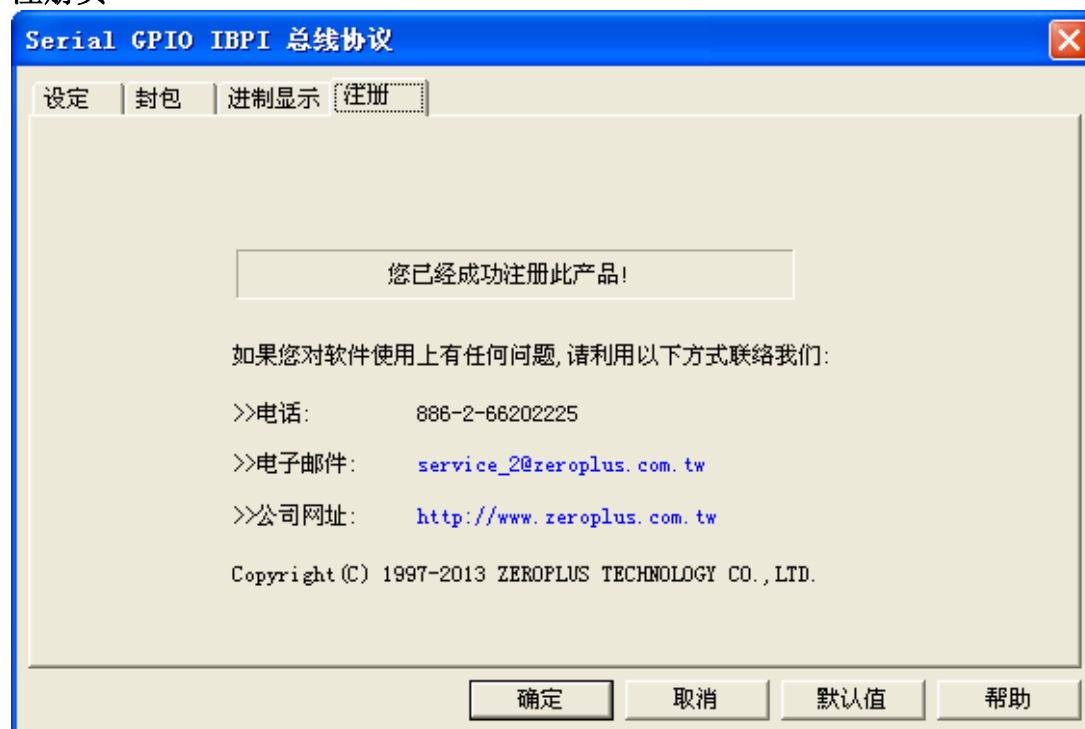 注册页
Serial GPIO IBPI 总线协议
设定 封包 进制显示 注册
您已经成功注册此产品!
如果您对软件使用上有任何问题,请利用以下方式联络我们:
>>电话: 886-2-66202225
>>电子邮件: service_2@zeroplus.com.tw
>>公司网址: http://www.zeroplus.com.tw
Copyright(C) 1997-2013 ZEROPLUS TECHNOLOGY CO.,LTD.
确定 取消 默认值 帮助